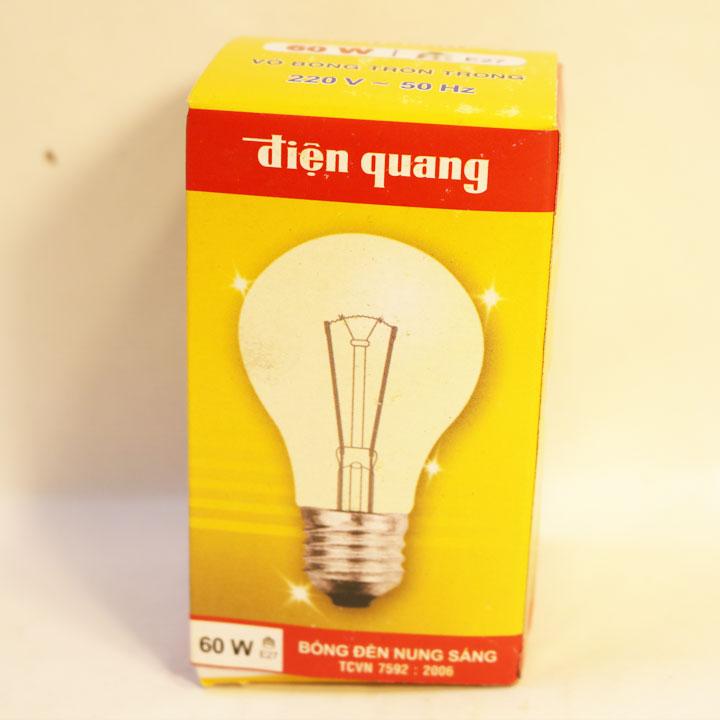 60 W | E27
VỎ BÓNG TRÒN TRONG
220 V ~ 50 Hz
điện quang
60 W E27
BÓNG ĐÈN NUNG SÁNG
TCVN 7592 : 2006